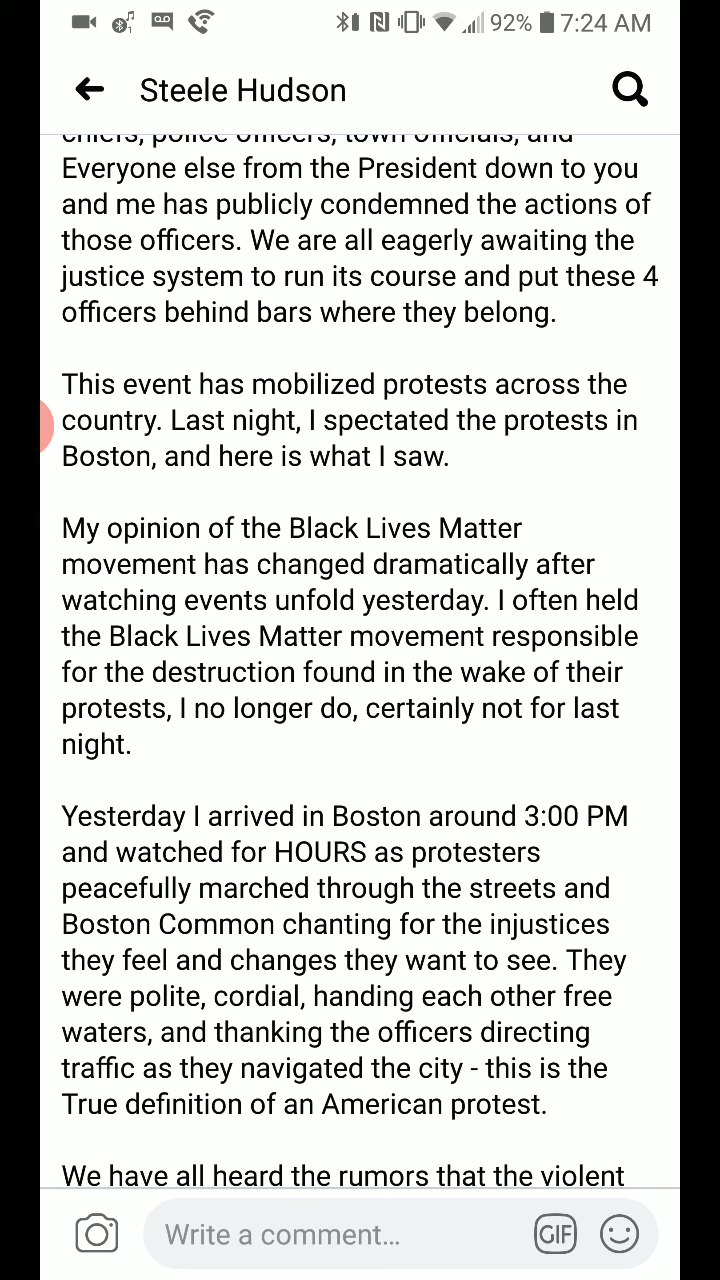 92% 7:24 AM
Steele Hudson
chiefs, police officers, town officials, and
Everyone else from the President down to you
and me has publicly condemned the actions of
those officers. We are all eagerly awaiting the
justice system to run its course and put these 4
officers behind bars where they belong.
This event has mobilized protests across the
country. Last night, I spectated the protests in
Boston, and here is what I saw.
My opinion of the Black Lives Matter
movement has changed dramatically after
watching events unfold yesterday. I often held
the Black Lives Matter movement responsible
for the destruction found in the wake of their
protests, I no longer do, certainly not for last
night.
Yesterday I arrived in Boston around 3:00 PM
and watched for HOURS as protesters
peacefully marched through the streets and
Boston Common chanting for the injustices
they feel and changes they want to see. They
were polite, cordial, handing each other free
waters, and thanking the officers directing
traffic as they navigated the city - this is the
True definition of an American protest.
We have all heard the rumors that the violent
Write a comment...
GIF